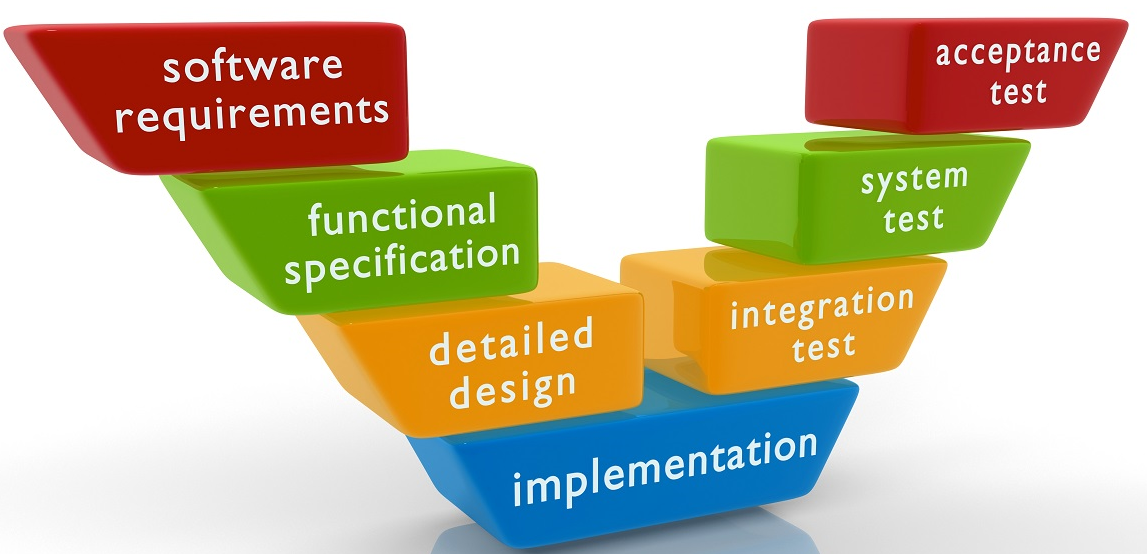 software
requirements
functional
specification
detailed
design
implementation
integration
test
system
test
acceptance
test